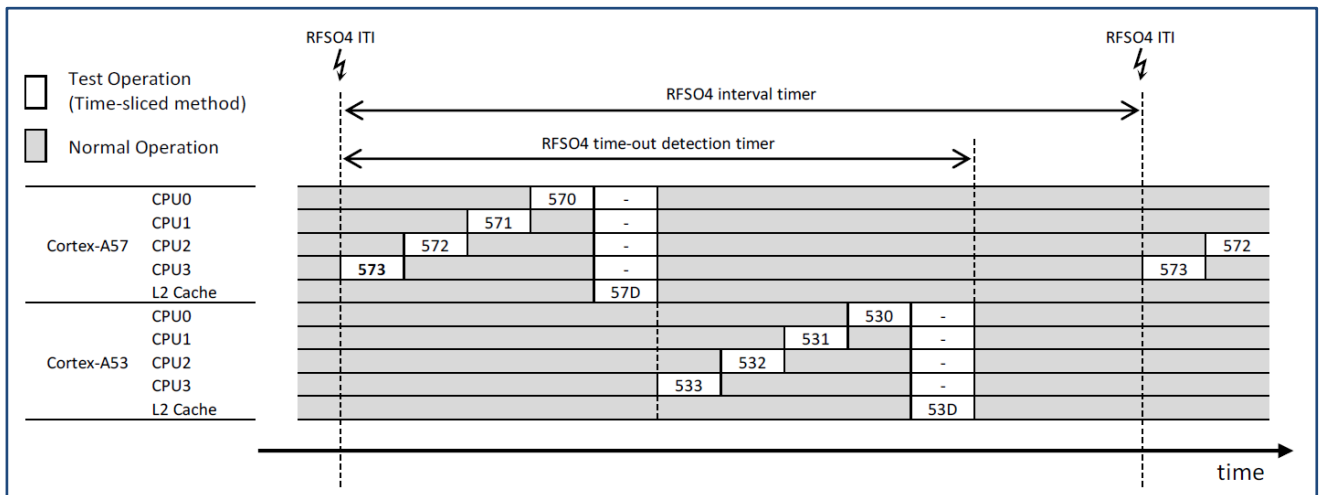 RFSO4 ITI RFSO4 ITI
Test Operation
(Time-sliced method)
RFSO4 interval timer
Normal Operation
RFSO4 time-out detection timer
CPU0 570 -
CPU1 571 -
Cortex-A57 CPU2 572 - 572
CPU3 573 - 573
L2 Cache 57D
CPU0 530 -
CPU1 531 -
Cortex-A53 CPU2 532 -
CPU3 533 -
L2 Cache 53D
time